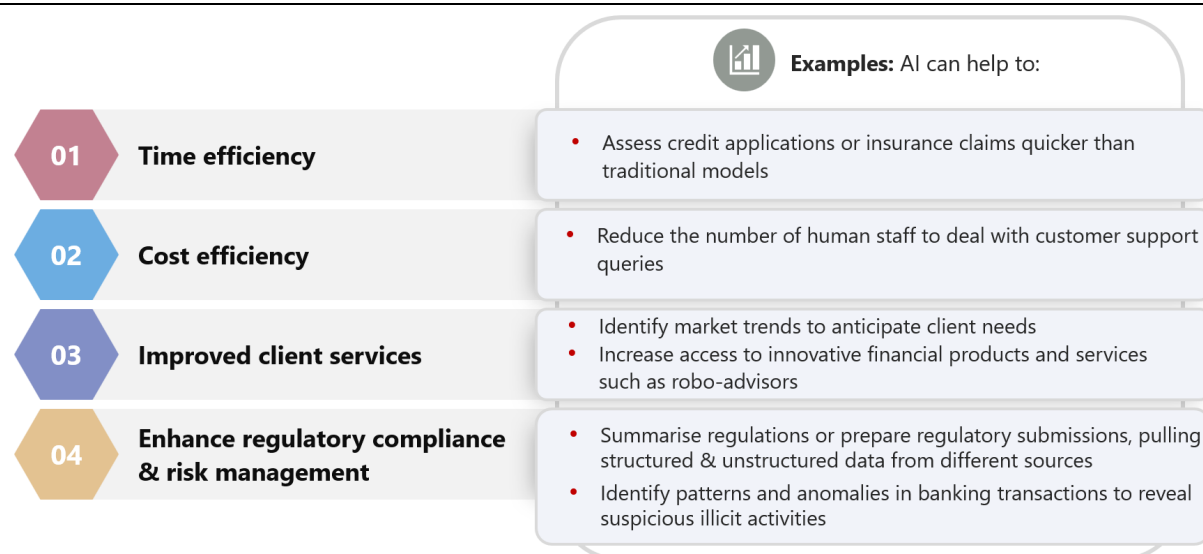 Examples: AI can help to:
01
Time efficiency
• Assess credit applications or insurance claims quicker than
traditional models
02
Cost efficiency
• Reduce the number of human staff to deal with customer support
queries
03
Improved client services
• Identify market trends to anticipate client needs
• Increase access to innovative financial products and services
such as robo-advisors
04
Enhance regulatory compliance
& risk management
• Summarise regulations or prepare regulatory submissions, pulling
structured & unstructured data from different sources
• Identify patterns and anomalies in banking transactions to reveal
suspicious illicit activities